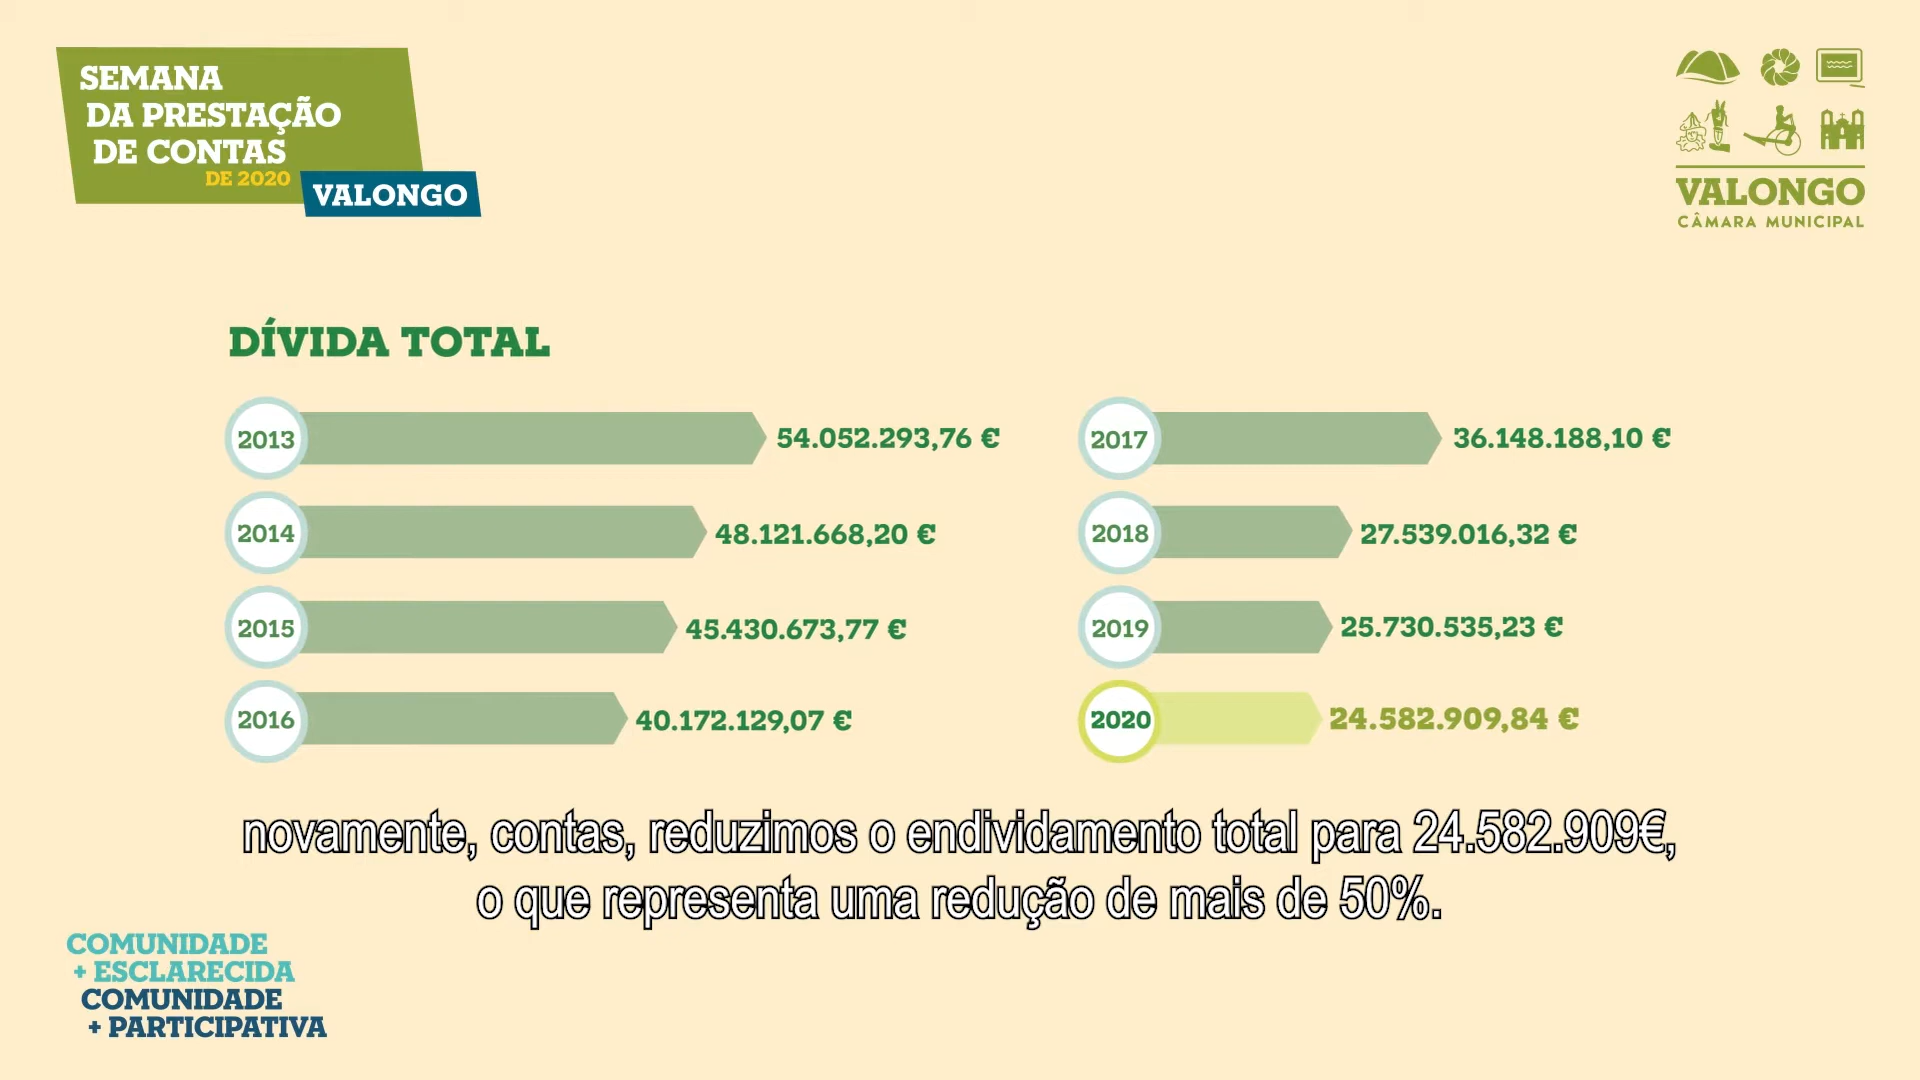 SEMANA
DA PRESTAÇÃO
DE CONTAS
DE 2020
VALONGO
VALONGO
CÂMARA MUNICIPAL
DÍVIDA TOTAL
2013 54.052.293,76 €
2014 48.121.668,20 €
2015 45.430.673,77 €
2016 40.172.129,07 €
2017 36.148.188,10 €
2018 27.539.016,32 €
2019 25.730.535,23 €
2020 24.582.909,84 €
novamente, contas, reduzimos o endividamento total para 24.582.909€,
o que representa uma redução de mais de 50%.
COMUNIDADE
+ ESCLARECIDA
COMUNIDADE
+ PARTICIPATIVA